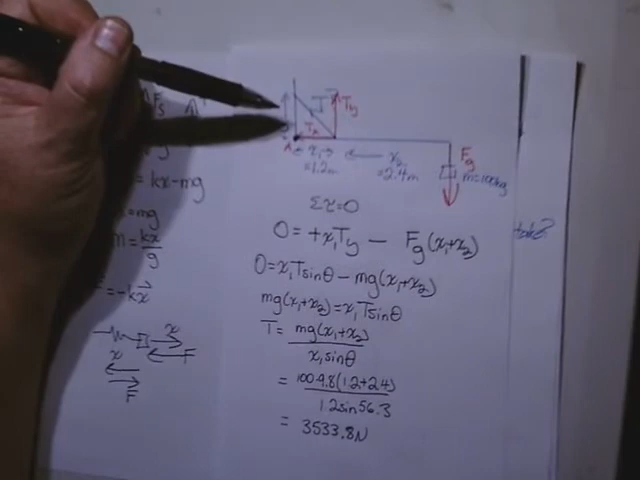 = kx-mg
=mg
m=kx/g
=-kx⃗
x
F
x
F
T
Ty
Tx
A
x₁
=1.2m
x₂
=2.4m
Fg
m=100kg
Στ=0
0=+x₁Ty - Fg(x₁+x₂)
0=x₁Tsinθ-mg(x₁+x₂)
mg(x₁+x₂)=x₁Tsinθ
T= mg(x₁+x₂)
x₁sinθ
= 100·9.8(1.2+2.4)
1.2sin56.3
= 3533.8N